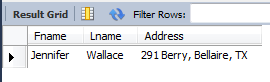 Result Grid Filter Rows:
Fname Lname Address
Jennifer Wallace 291 Berry, Bellaire, TX